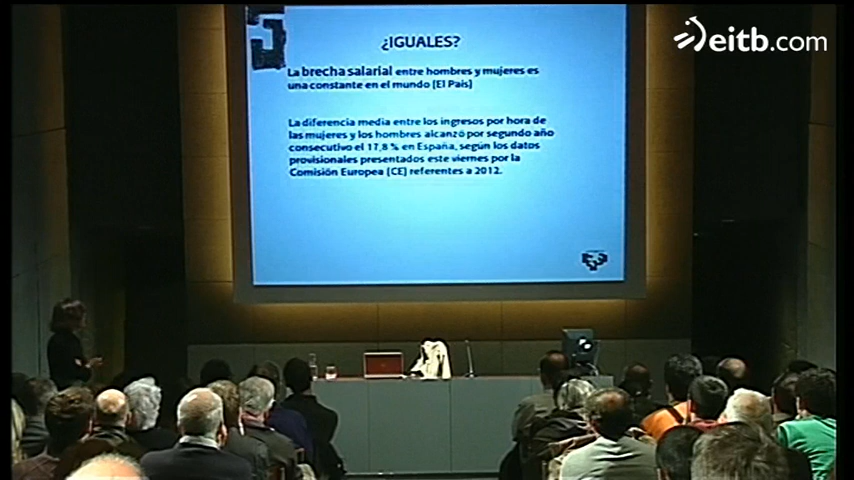 eitb.com
¿IGUALES?
La brecha salarial entre hombres y mujeres es
una constante en el mundo (El Pais)
La diferencia media entre los ingresos por hora de
las mujeres y los hombres alcanzó por segundo año
consecutivo el 17,8 % en España, según los datos
provisionales presentados este viernes por la
Comisión Europea (CE) referentes a 2012.